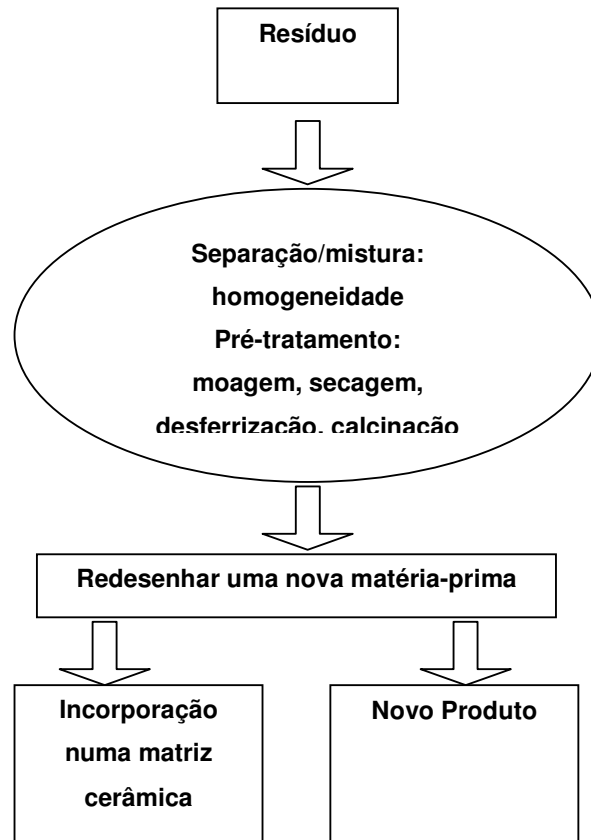 Resíduo
Separação/mistura:
homogeneidade
Pré-tratamento:
moagem, secagem,
desferrização, calcinação
Redesenhar uma nova matéria-prima
Incorporação
numa matriz
cerâmica
Novo Produto